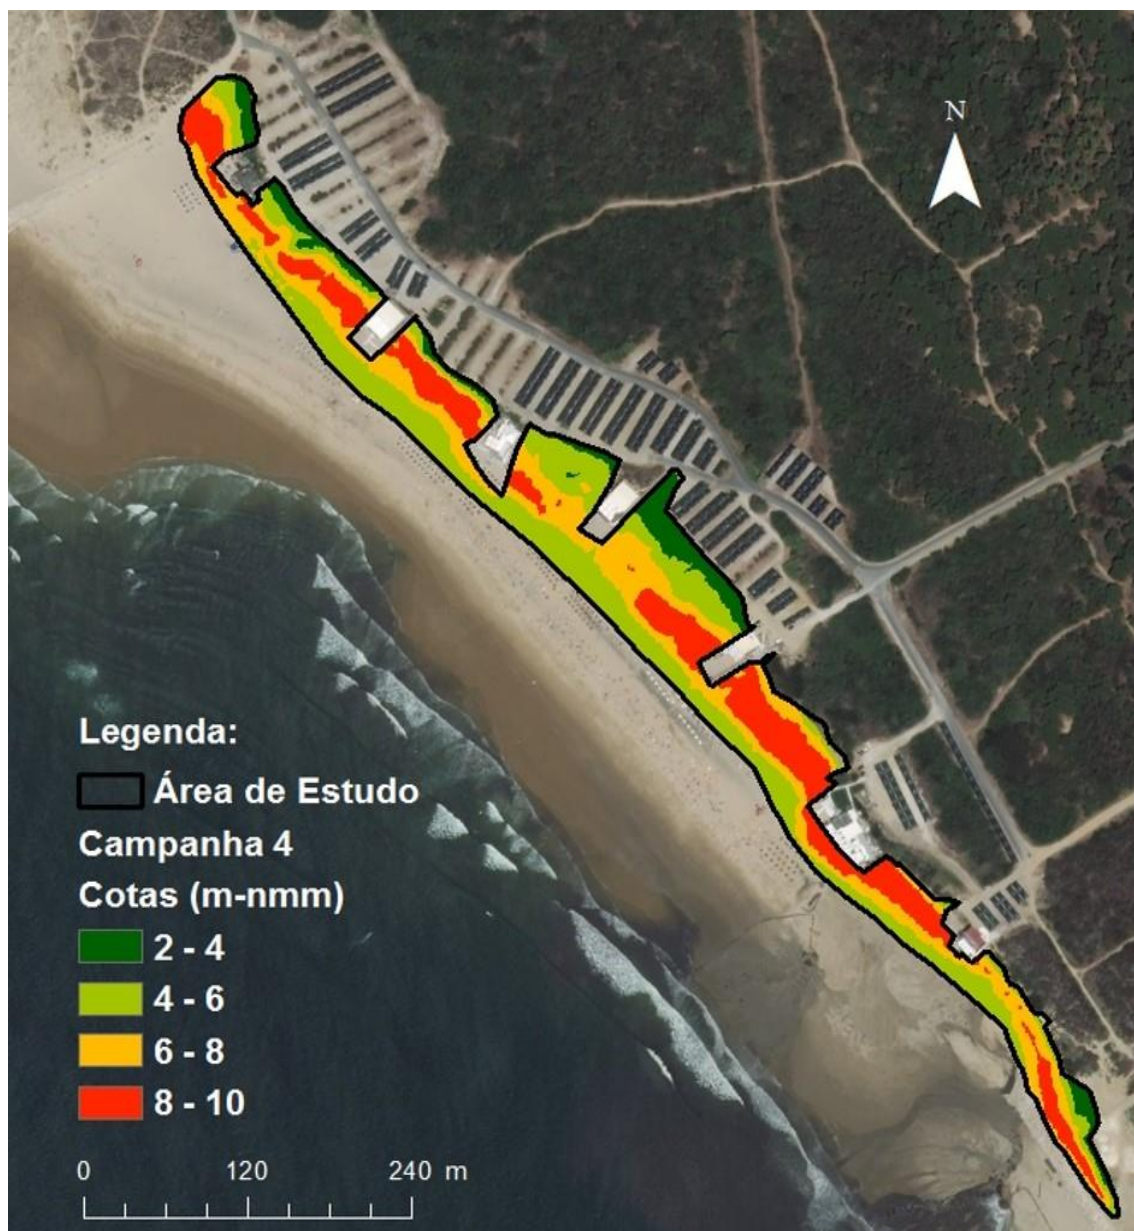 N
Legenda:
Área de Estudo
Campanha 4
Cotas (m-nmm)
2 - 4
4 - 6
6 - 8
8 - 10
0 120 240 m